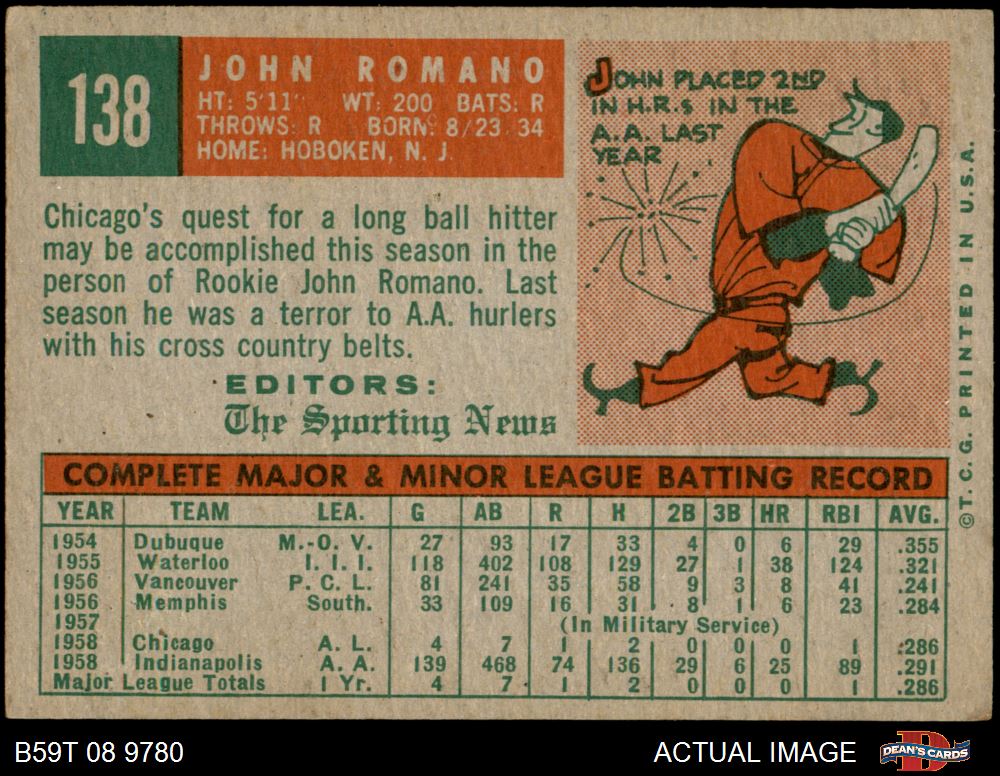 138
JOHN ROMANO
HT: 5'11" WT: 200 BATS: R
THROWS: R BORN: 8/23/34
HOME: HOBOKEN, N. J.
JOHN PLACED 2ND
IN H.R.s IN THE
A.A. LAST
YEAR
Chicago's quest for a long ball hitter
may be accomplished this season in the
person of Rookie John Romano. Last
season he was a terror to A.A. hurlers
with his cross country belts.
EDITORS:
The Sporting News
COMPLETE MAJOR & MINOR LEAGUE BATTING RECORD
YEAR TEAM LEA. G AB R H 2B 3B HR RBI AVG.
1954 Dubuque M.-O. V. 27 93 17 33 4 0 6 29 .355
1955 Waterloo I. I. I. 118 402 108 129 27 1 38 124 .321
1956 Vancouver P. C. L. 81 241 35 58 9 3 8 41 .241
1956 Memphis South. 33 109 16 31 8 1 6 23 .284
1957 (In Military Service)
1958 Chicago A. L. 4 7 1 2 0 0 0 1 .286
1958 Indianapolis A. A. 139 468 74 136 29 6 25 89 .291
Major League Totals 1 Yr. 4 7 1 2 0 0 0 1 .286
© T. C. G. PRINTED IN U.S.A.
B59T 08 9780
ACTUAL IMAGE
D
DEAN'S CARDS